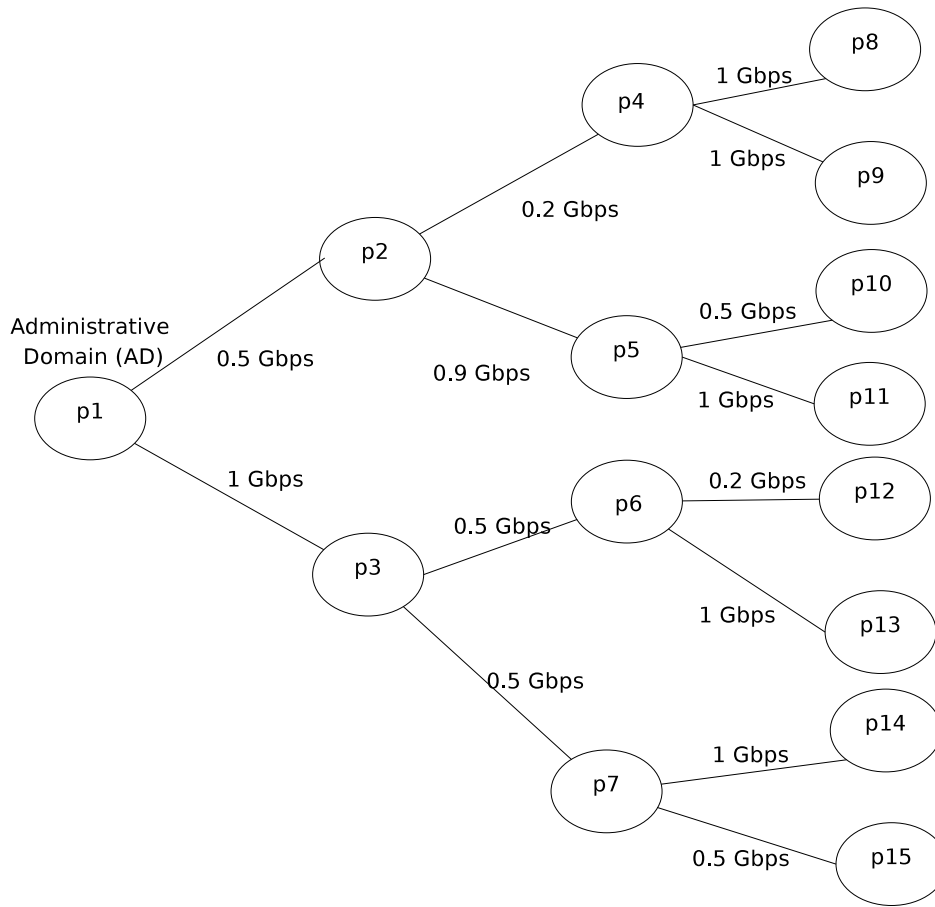 p8
1 Gbps
p4
1 Gbps
p9
0.2 Gbps
p2
p10
0.5 Gbps
Administrative
Domain (AD)
0.5 Gbps
p5
0.9 Gbps
1 Gbps
p11
p1
1 Gbps
0.2 Gbps
p12
p6
0.5 Gbps
p3
1 Gbps
p13
0.5 Gbps
p14
1 Gbps
p7
0.5 Gbps
p15